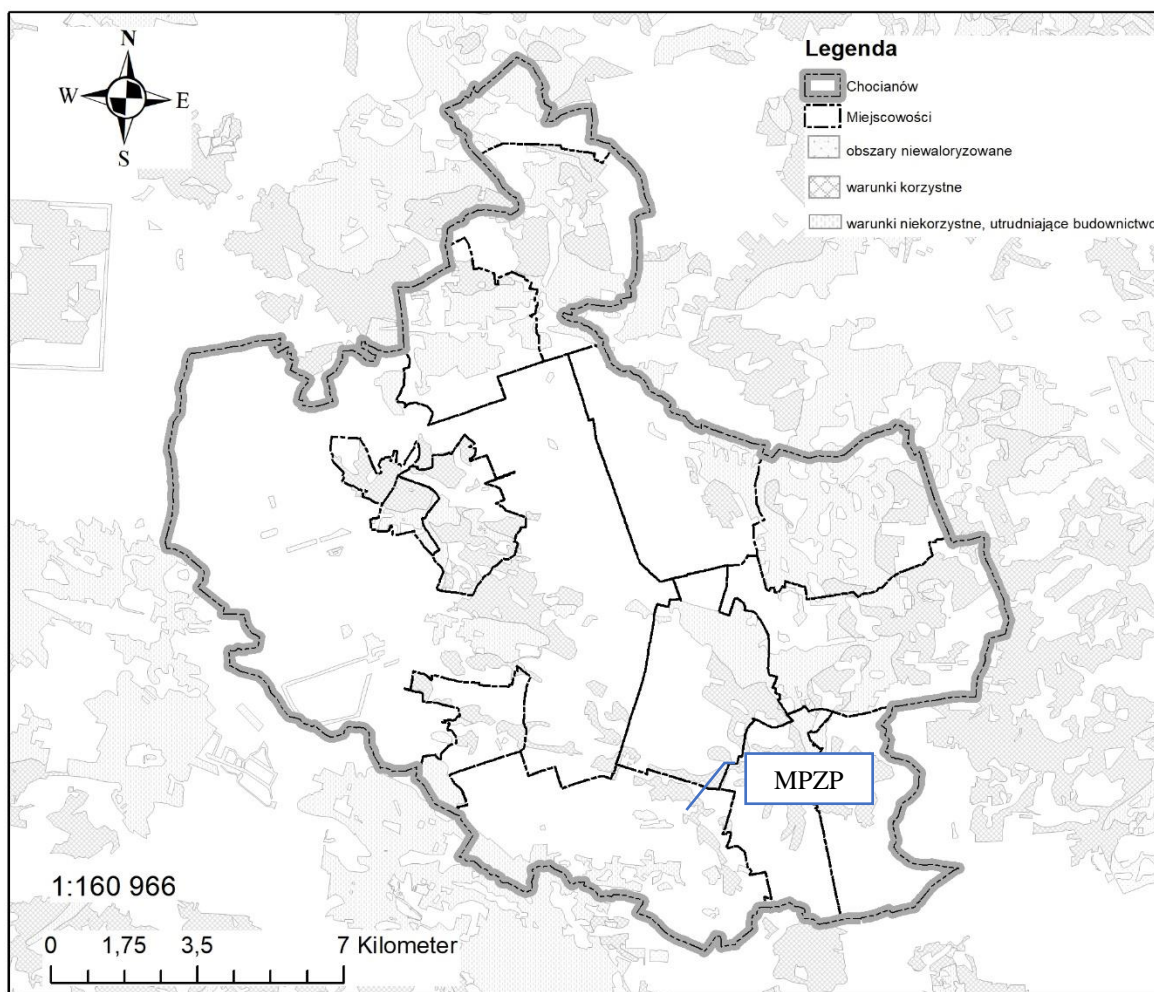 N
W E
S
Legenda
Chocianów
Miejscowości
obszary niewaloryzowane
warunki korzystne
warunki niekorzystne, utrudniające budownictwo
MPZP
1:160 966
0 1,75 3,5 7 Kilometer